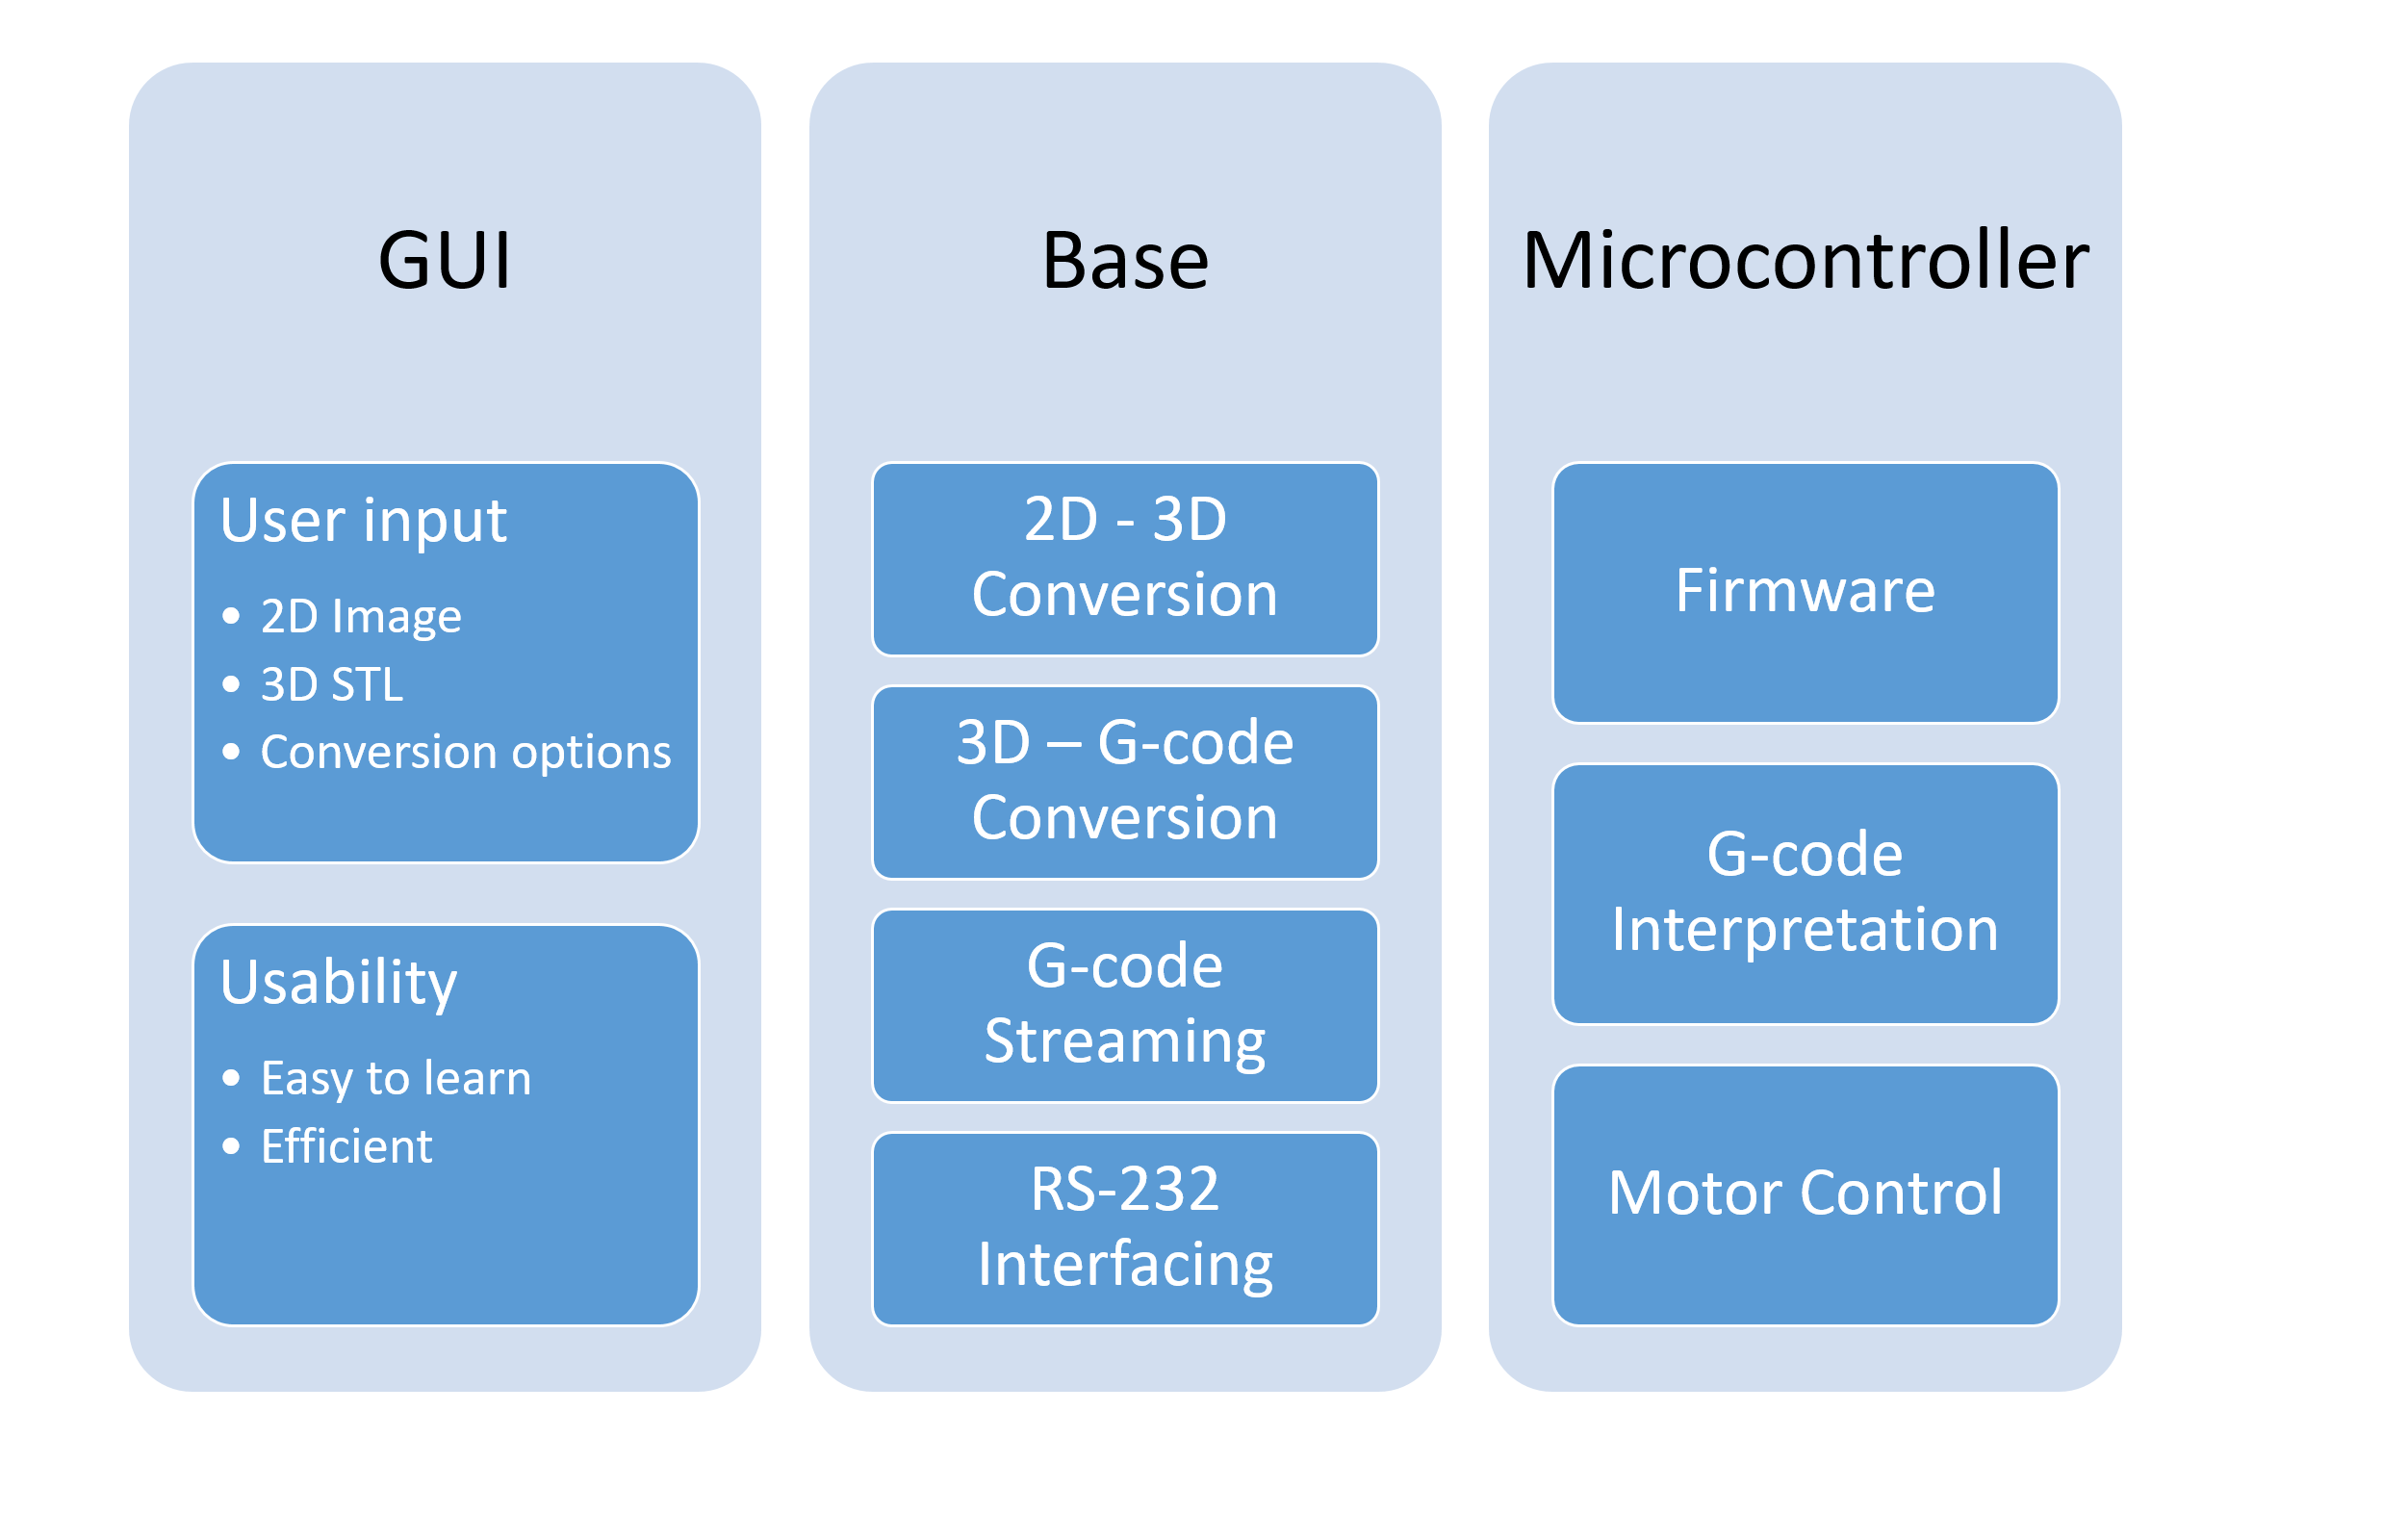 GUI
User input
• 2D Image
• 3D STL
• Conversion options
Usability
• Easy to learn
• Efficient
Base
2D - 3D
Conversion
3D – G-code
Conversion
G-code
Streaming
RS-232
Interfacing
Microcontroller
Firmware
G-code
Interpretation
Motor Control